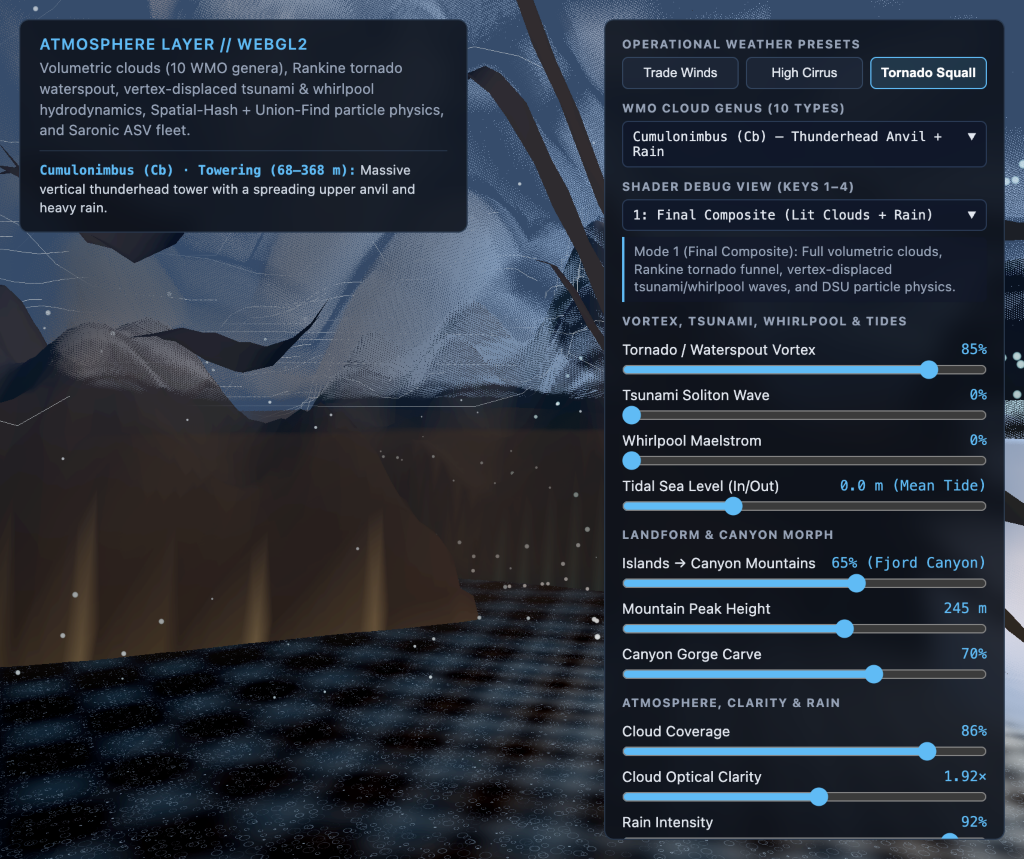 ATMOSPHERE LAYER // WEBGL2
Volumetric clouds (10 WMO genera), Rankine tornado
waterspout, vertex-displaced tsunami & whirlpool
hydrodynamics, Spatial-Hash + Union-Find particle physics,
and Saronic ASV fleet.
Cumulonimbus (Cb) · Towering (68–368 m): Massive
vertical thunderhead tower with a spreading upper anvil and
heavy rain.
OPERATIONAL WEATHER PRESETS
Trade Winds High Cirrus Tornado Squall
WMO CLOUD GENUS (10 TYPES)
Cumulonimbus (Cb) — Thunderhead Anvil +
Rain
SHADER DEBUG VIEW (KEYS 1–4)
1: Final Composite (Lit Clouds + Rain)
Mode 1 (Final Composite): Full volumetric clouds,
Rankine tornado funnel, vertex-displaced
tsunami/whirlpool waves, and DSU particle physics.
VORTEX, TSUNAMI, WHIRLPOOL & TIDES
Tornado / Waterspout Vortex 85%
Tsunami Soliton Wave 0%
Whirlpool Maelstrom 0%
Tidal Sea Level (In/Out) 0.0 m (Mean Tide)
LANDFORM & CANYON MORPH
Islands → Canyon Mountains 65% (Fjord Canyon)
Mountain Peak Height 245 m
Canyon Gorge Carve 70%
ATMOSPHERE, CLARITY & RAIN
Cloud Coverage 86%
Cloud Optical Clarity 1.92×
Rain Intensity 92%